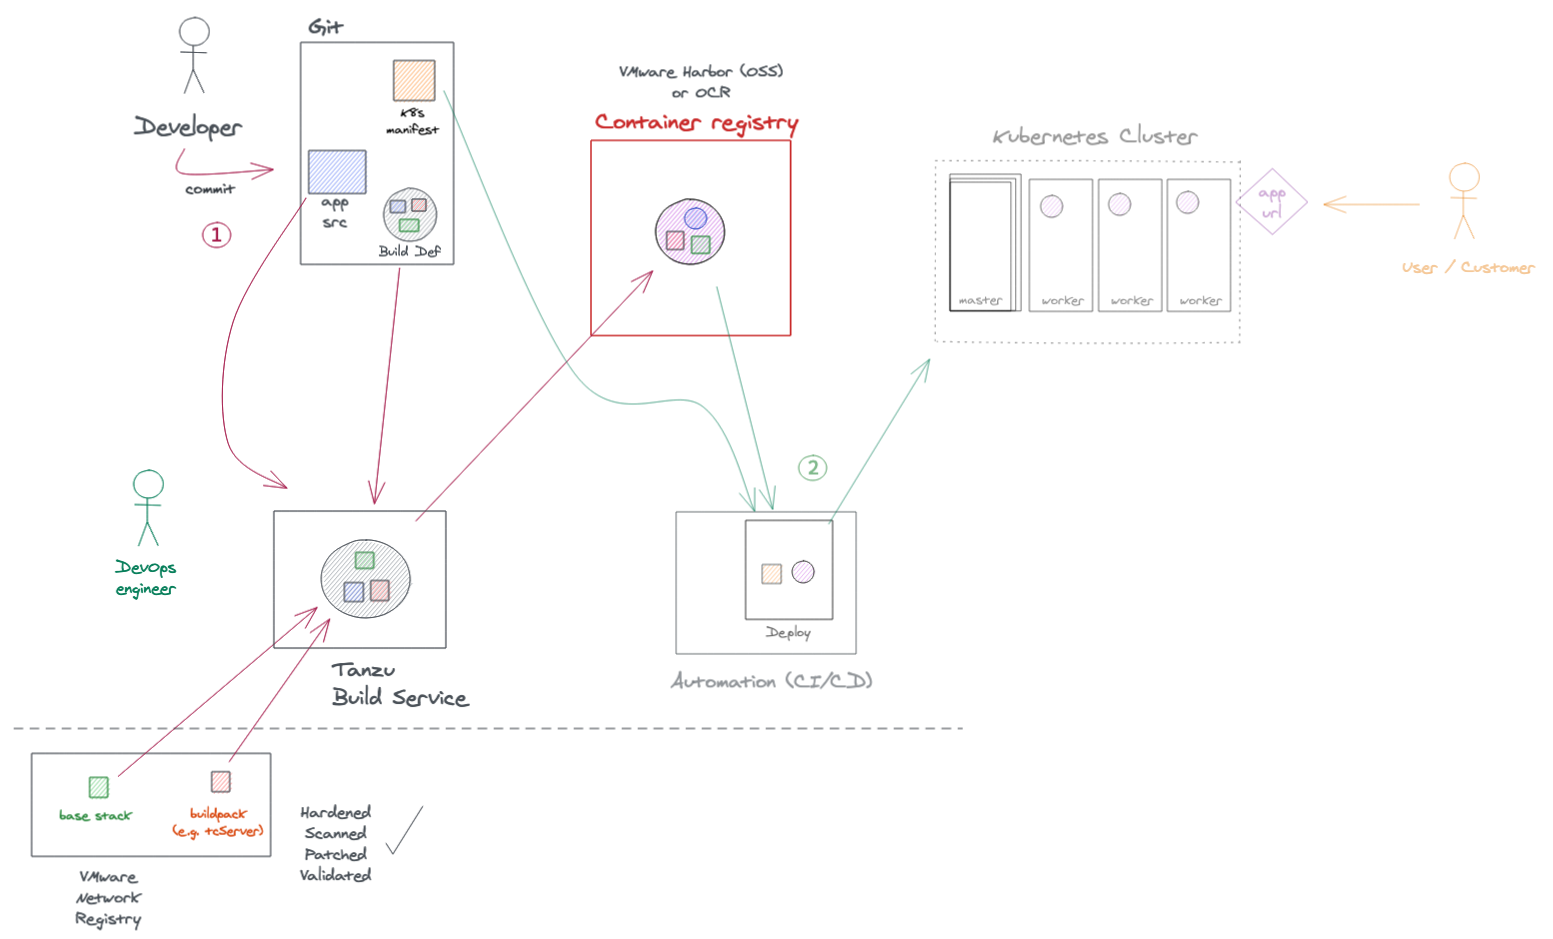 Git
Developer
commit
1
K8s
manifest
app
src
Build Def
VMware Harbor (OSS)
or OCR
Container registry
Kubernetes Cluster
master
worker
worker
worker
app
url
User / Customer
2
Devops
engineer
Tanzu
Build Service
Deploy
Automation (CI/CD)
base stack
buildpack
(e.g. tcServer)
VMware
Network
Registry
Hardened
Scanned
Patched
Validated